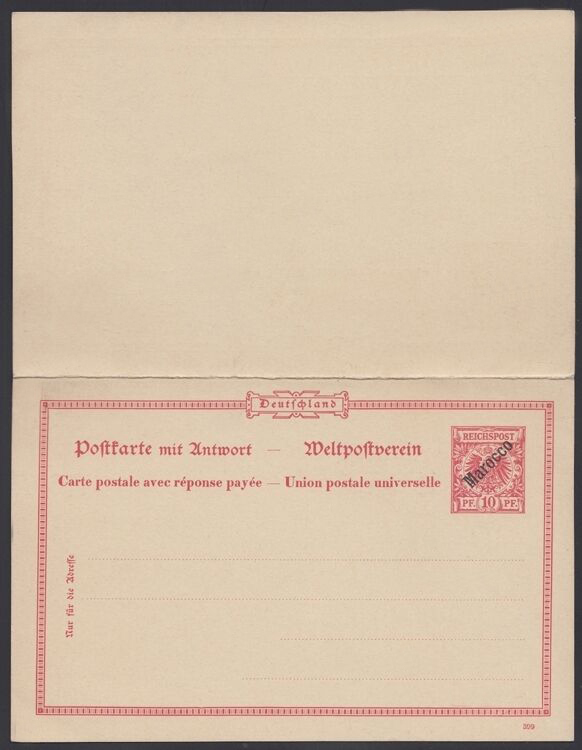 Deutschland
Postkarte mit Antwort — Weltpostverein
Carte postale avec réponse payée — Union postale universelle
REICHSPOST
Marocco
PF. 10 PF.
Nur für die Adresse
399